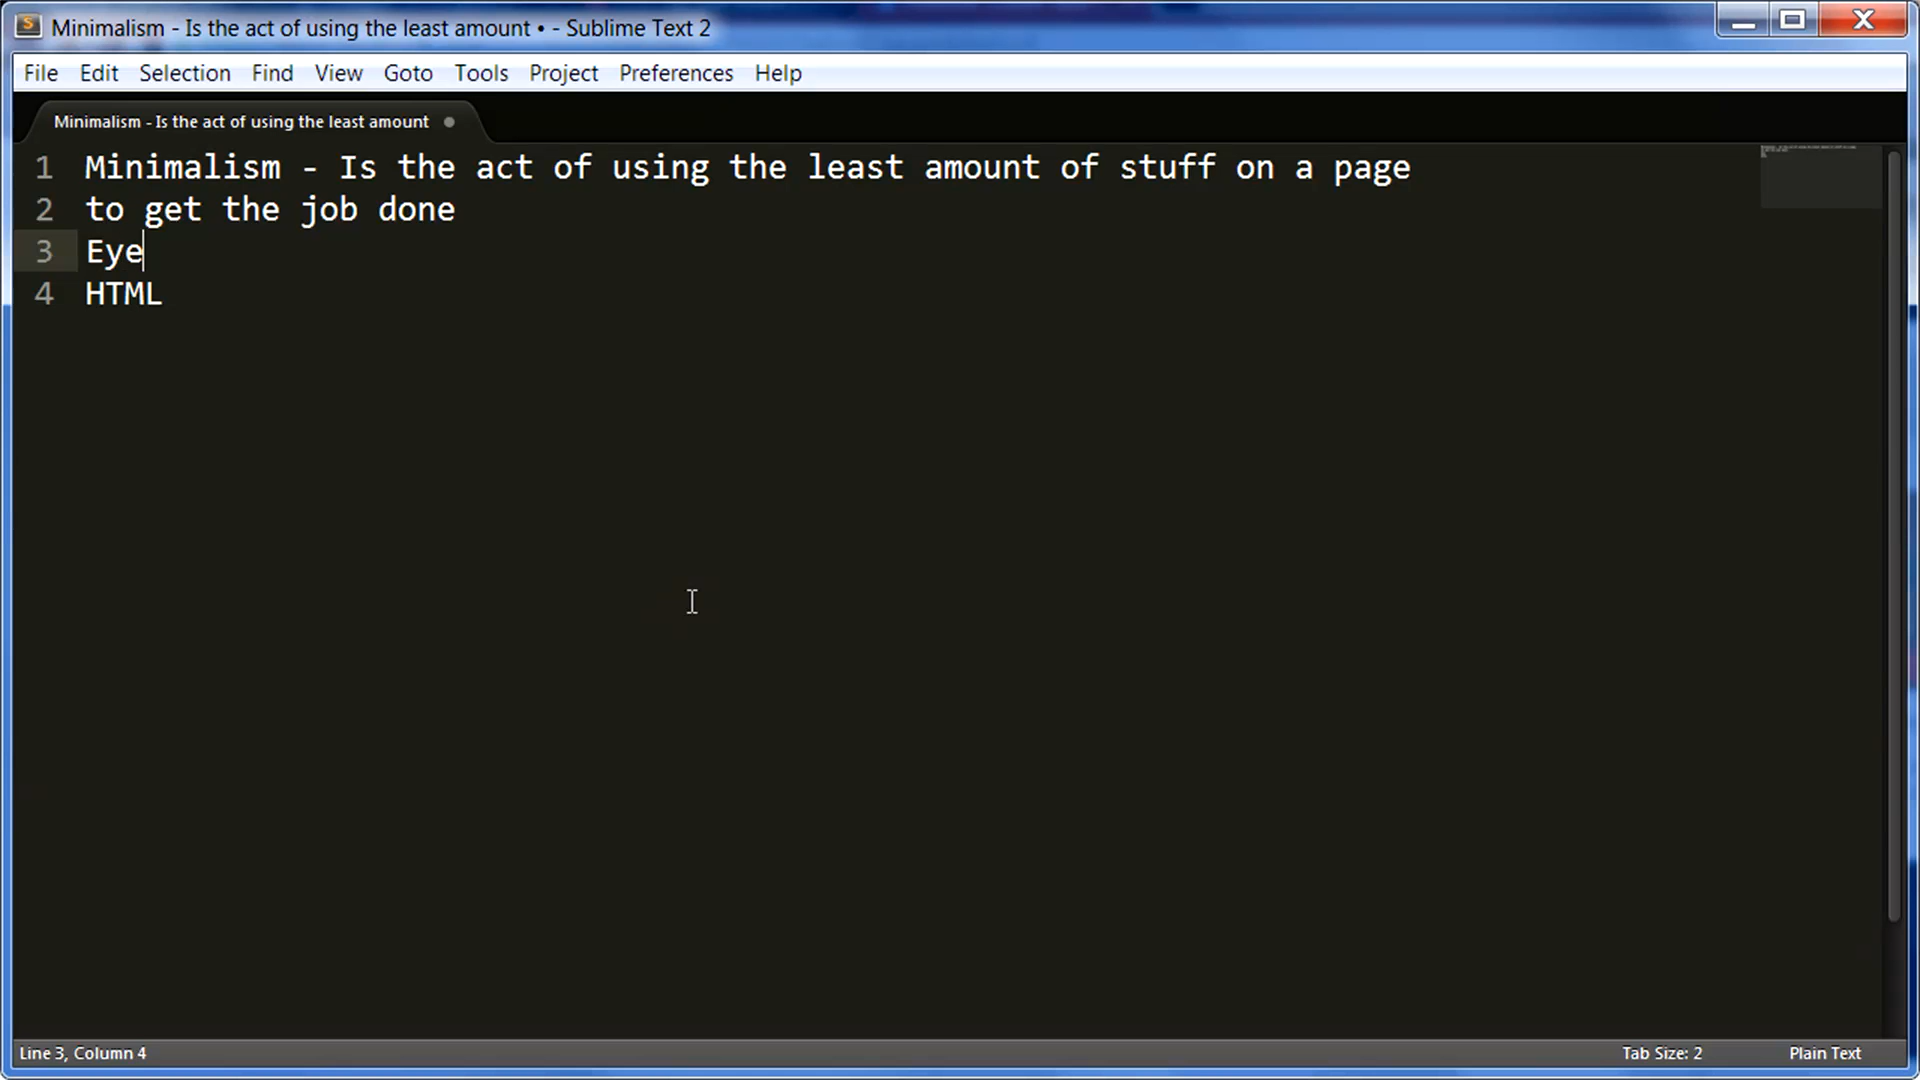 Minimalism - Is the act of using the least amount • - Sublime Text 2
File Edit Selection Find View Goto Tools Project Preferences Help
Minimalism - Is the act of using the least amount
1 Minimalism - Is the act of using the least amount of stuff on a page
2 to get the job done
3 Eye
4 HTML
Line 3, Column 4 Tab Size: 2 Plain Text